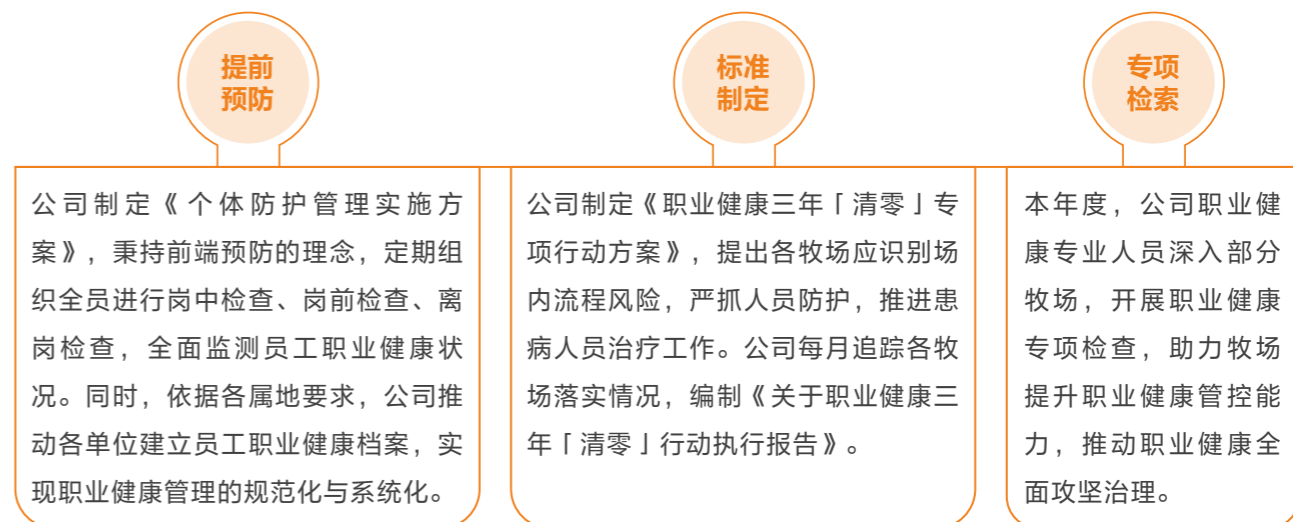 提前
预防
公司制定《个体防护管理实施方
案》，秉持前端预防的理念，定期组
织全员进行岗中检查、岗前检查、离
岗检查，全面监测员工职业健康状
况。同时，依据各属地要求，公司推
动各单位建立员工职业健康档案，实
现职业健康管理的规范化与系统化。
标准
制定
公司制定《职业健康三年「清零」专
项行动方案》，提出各牧场应识别场
内流程风险，严抓人员防护，推进患
病人员治疗工作。公司每月追踪各牧
场落实情况，编制《关于职业健康三
年「清零」行动执行报告》。
专项
检索
本年度，公司职业健
康专业人员深入部分
牧场，开展职业健康
专项检查，助力牧场
提升职业健康管控能
力，推动职业健康全
面攻坚治理。